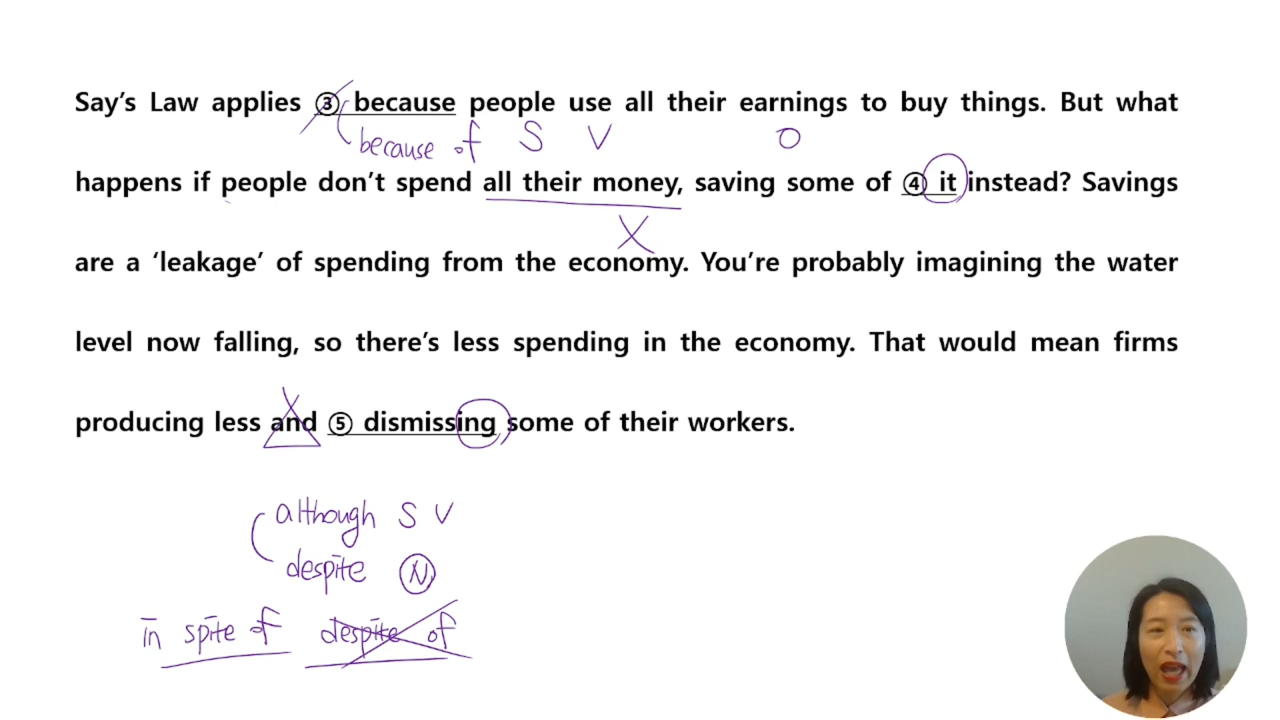 Say's Law applies ③ because people use all their earnings to buy things. But what
because of S V O
happens if people don't spend all their money, saving some of ④ it instead? Savings
X
are a 'leakage' of spending from the economy. You're probably imagining the water
level now falling, so there's less spending in the economy. That would mean firms
producing less and ⑤ dismissing some of their workers.
although S V
despite N
in spite of despite of